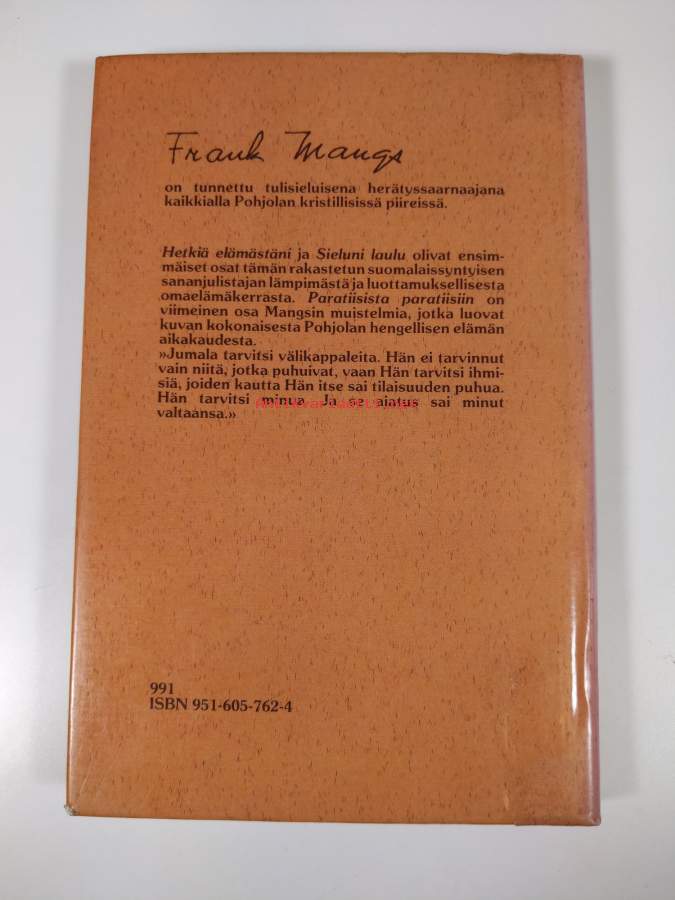 Frank Mangs
on tunnettu tulisieluisena herätyssaarnaajana
kaikkialla Pohjolan kristillisissä piireissä.
Hetkiä elämästäni ja Sieluni laulu olivat ensim-
mäiset osat tämän rakastetun suomalaissyntyisen
sananjulistajan lämpimästä ja luottamuksellisesta
omaelämäkerrasta. Paratiisista paratiisiin on
viimeinen osa Mangsin muistelmia, jotka luovat
kuvan kokonaisesta Pohjolan hengellisen elämän
aikakaudesta.
»Jumala tarvitsi välikappaleita. Hän ei tarvinnut
vain niitä, jotka puhuivat, vaan Hän tarvitsi ihmi-
siä, joiden kautta Hän itse sai tilaisuuden puhua.
Hän tarvitsi minua. Ja se ajatus sai minut
valtaansa.»
991
ISBN 951-605-762-4